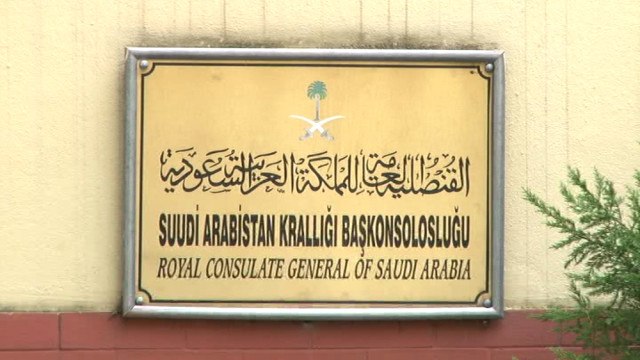 القنصلية العامة للمملكة العربية السعودية
SUUDİ ARABİSTAN KRALLIĞI BAŞKONSOLOSLUĞU
ROYAL CONSULATE GENERAL OF SAUDI ARABIA